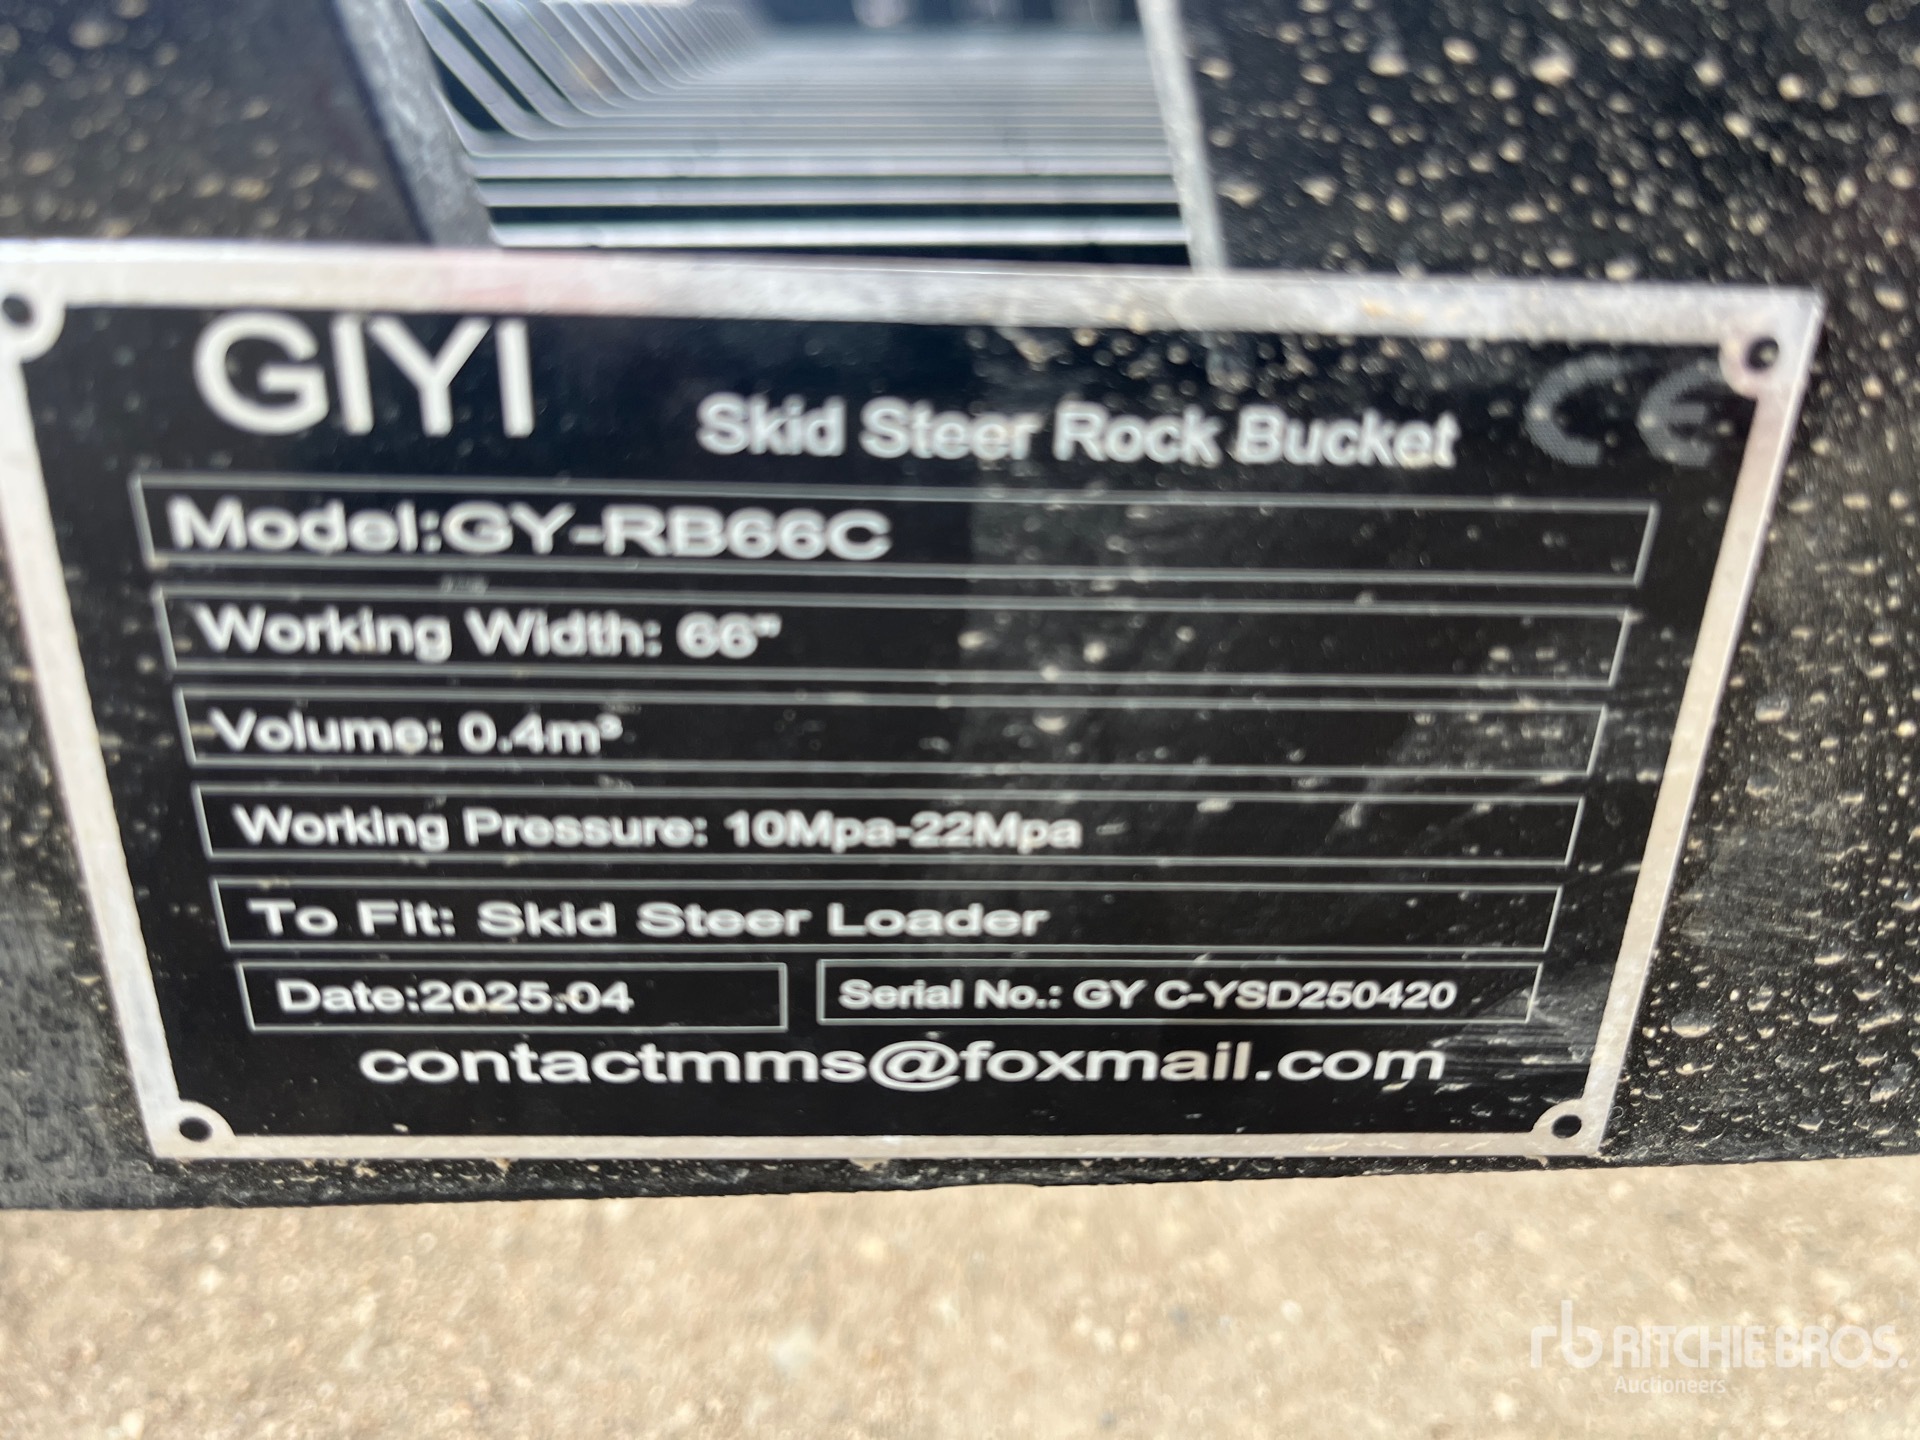 GIYI
Skid Steer Rock Bucket CE
Model:GY-RB66C
Working Width: 66"
Volume: 0.4m³
Working Pressure: 10Mpa-22Mpa
To Fit: Skid Steer Loader
Date:2025.04 Serial No.: GY C-YSD250420
contactmms@foxmail.com
rb RITCHIE BROS.
Auctioneers